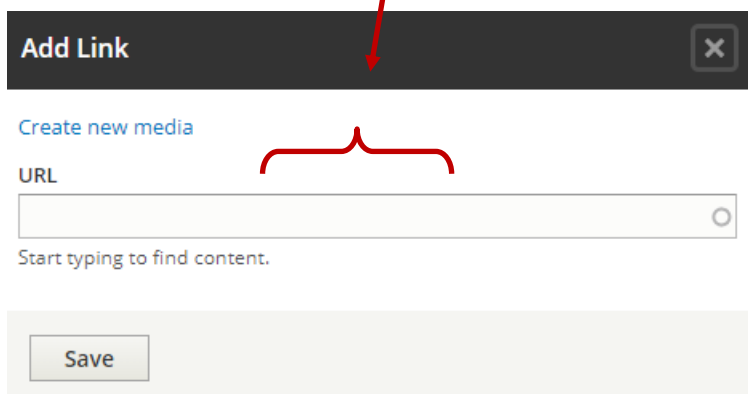 Add Link
Create new media
URL
Start typing to find content.
Save